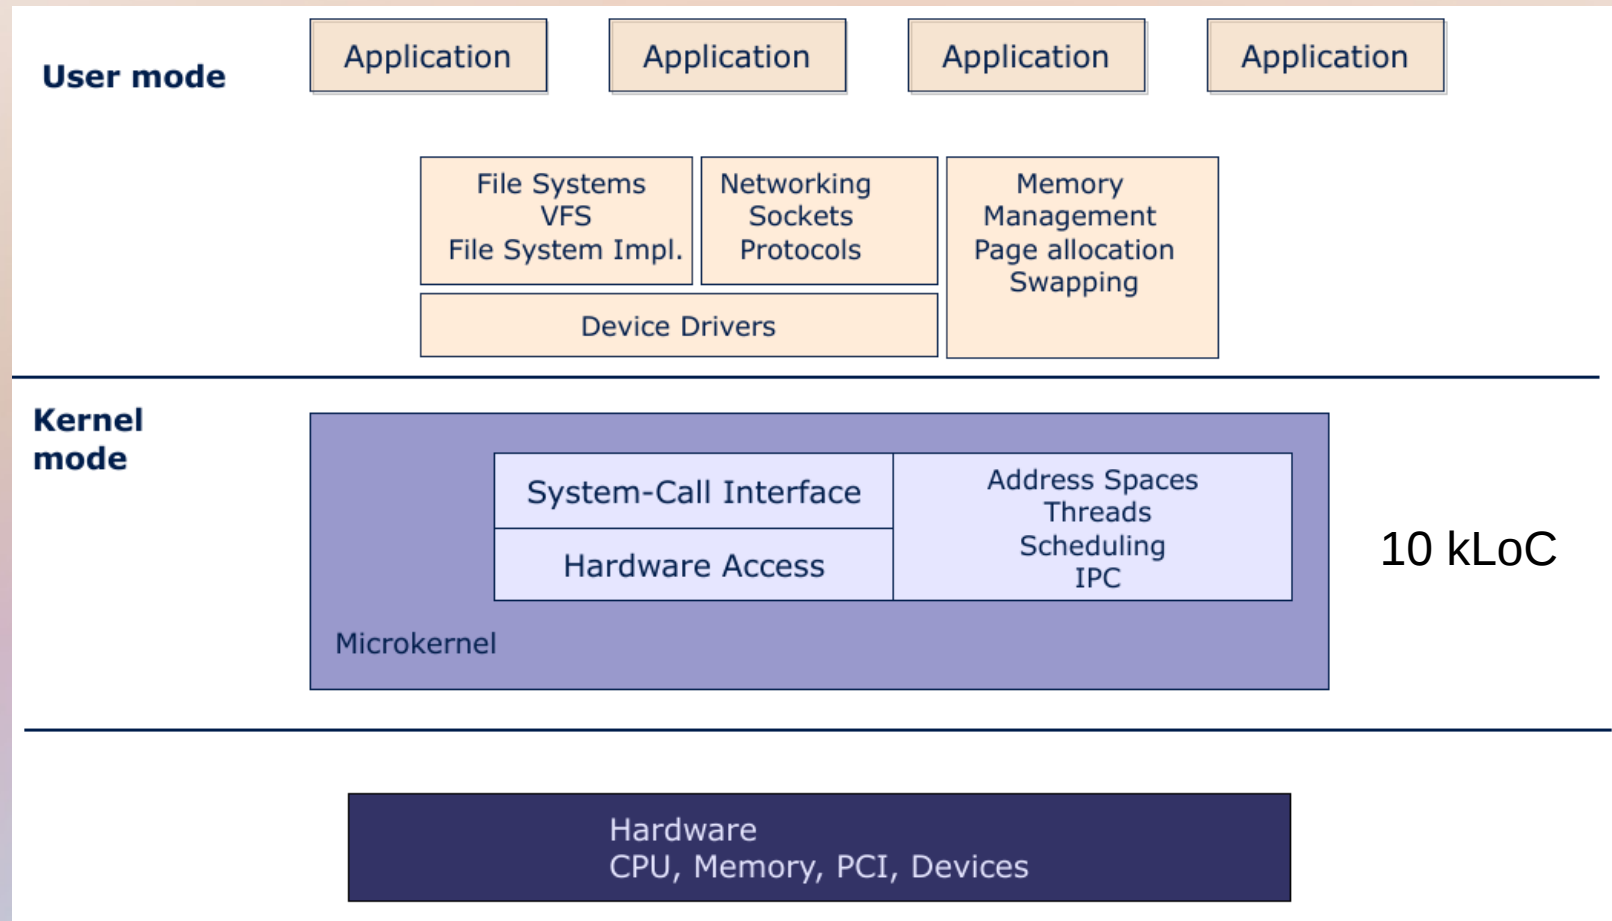 User mode
Application
Application
Application
Application
File Systems
VFS
File System Impl.
Networking
Sockets
Protocols
Memory
Management
Page allocation
Swapping
Device Drivers
Kernel
mode
System-Call Interface
Hardware Access
Address Spaces
Threads
Scheduling
IPC
Microkernel
10 kLoC
Hardware
CPU, Memory, PCI, Devices